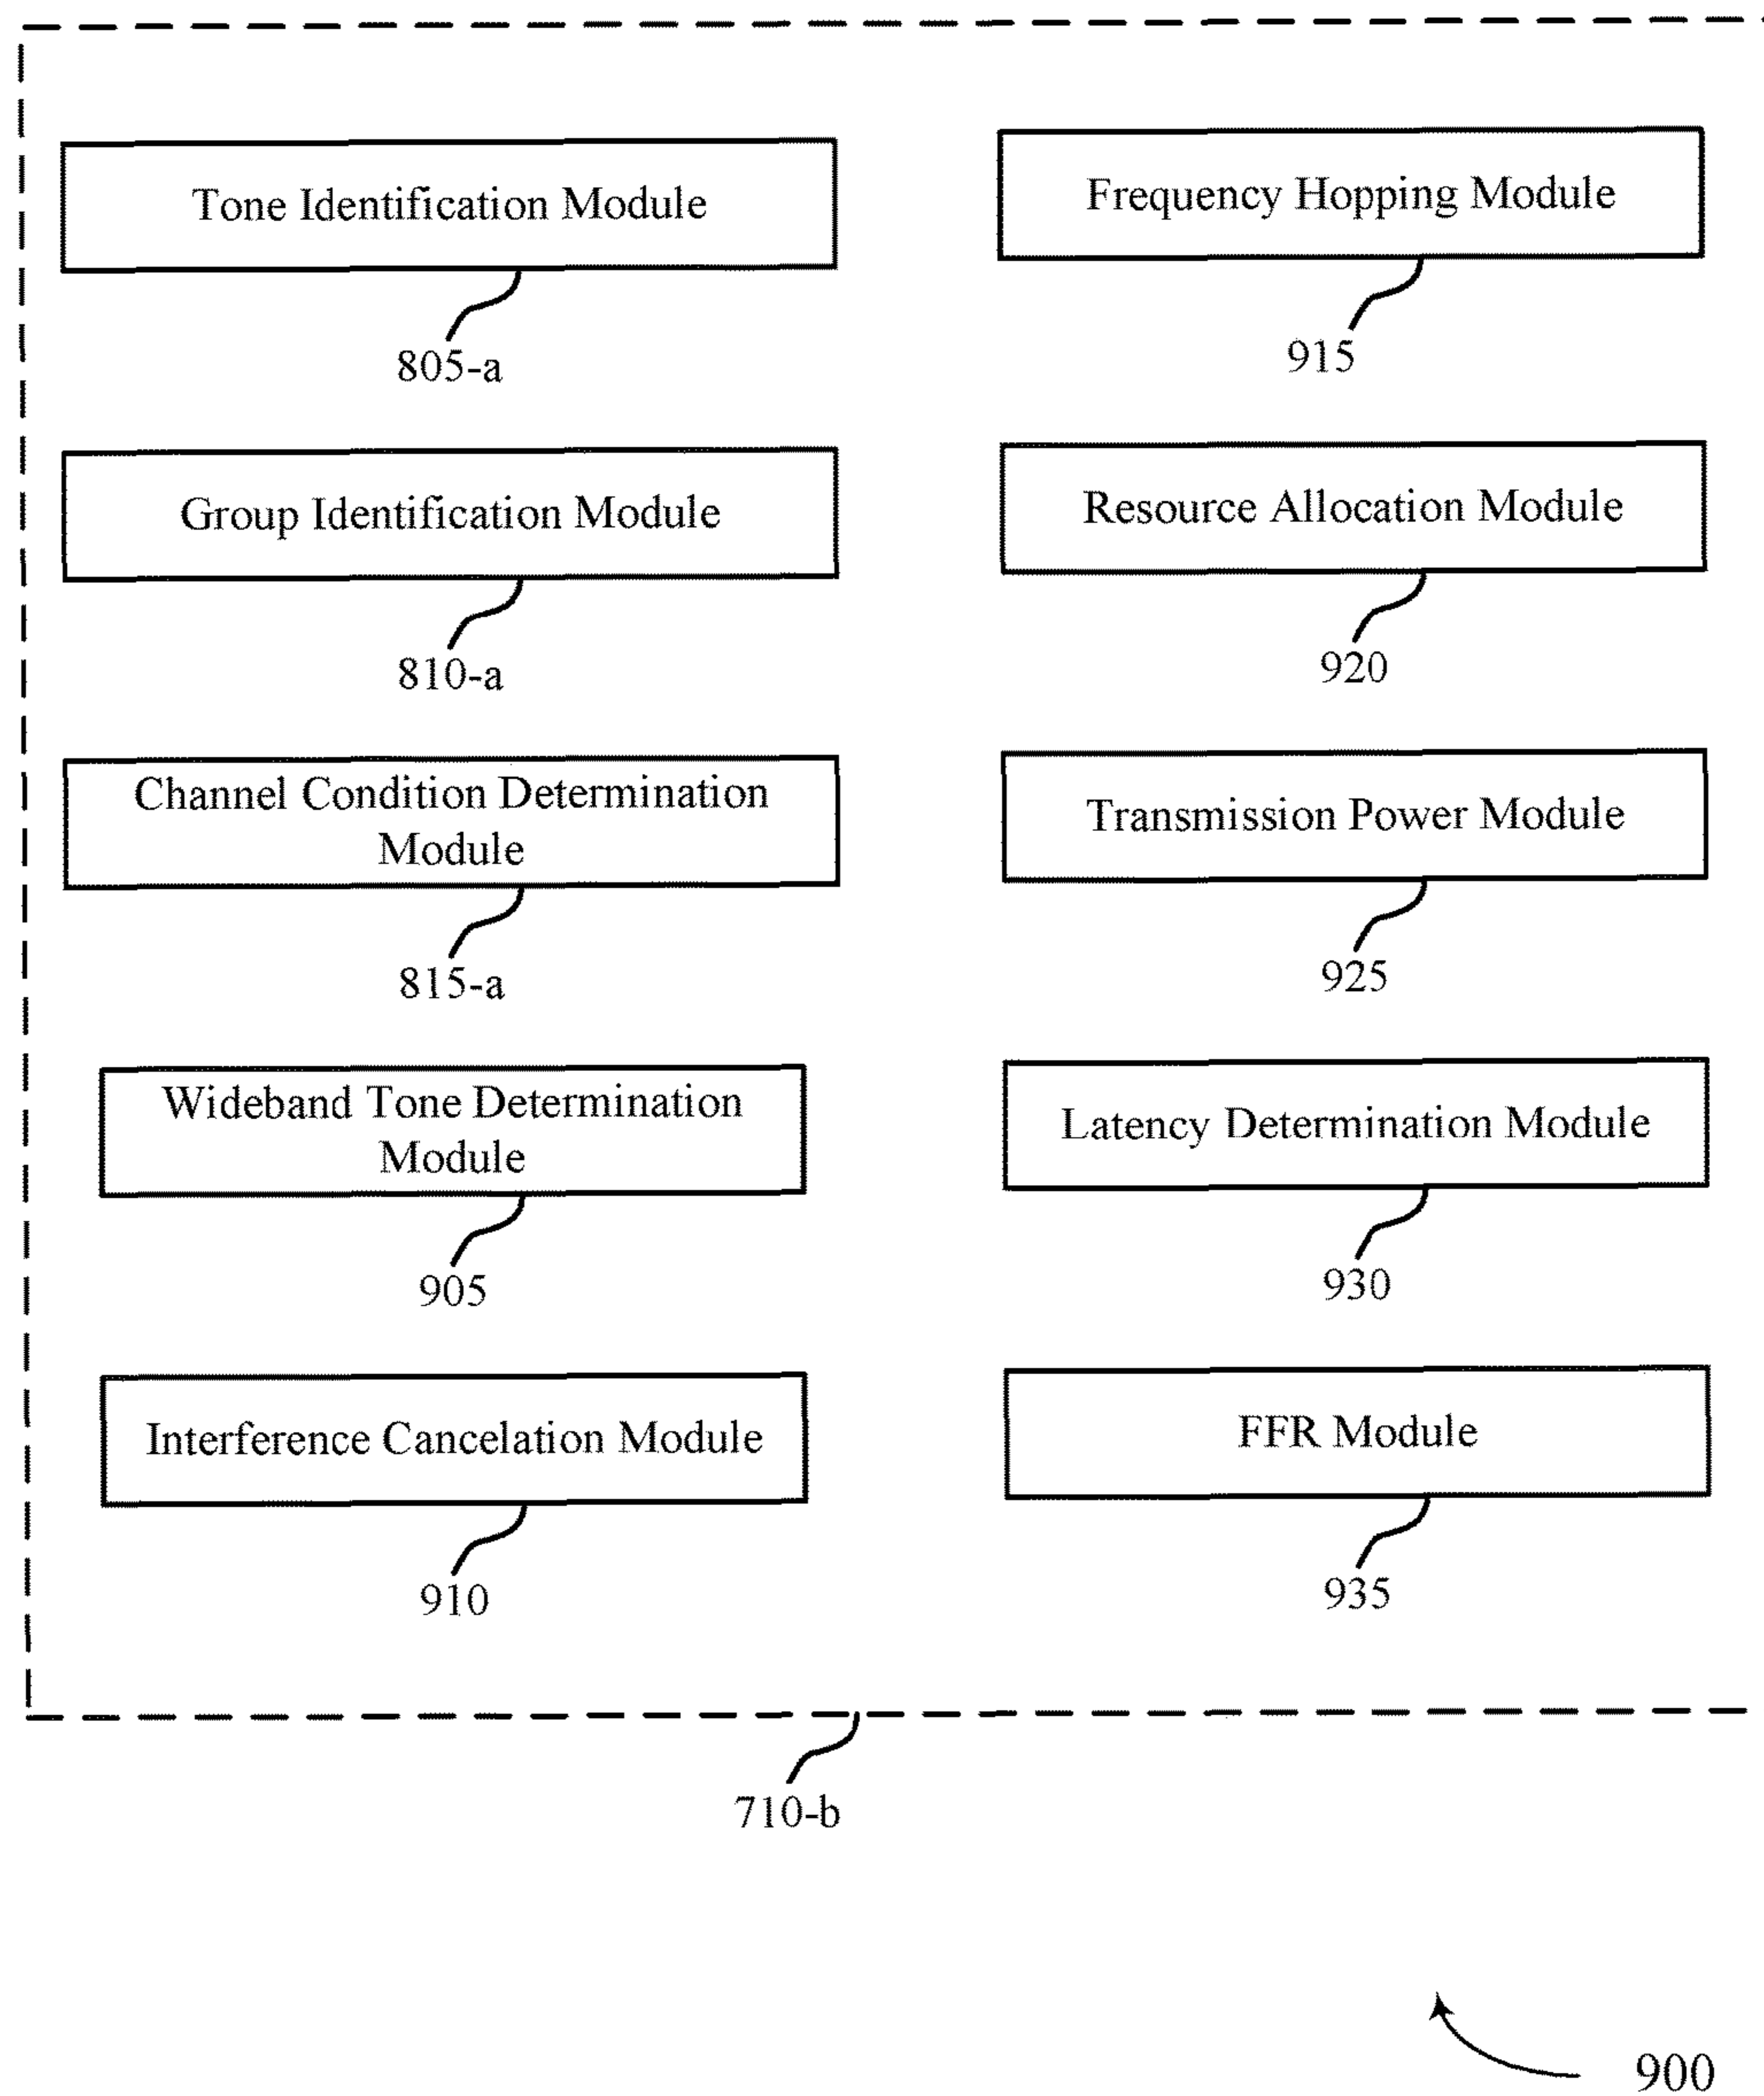 Tone Identification Module
805-a
Group Identification Module
810-a
Channel Condition Determination
Module
815-a
Wideband Tone Determination
Module
905
Interference Cancelation Module
910
Frequency Hopping Module
915
Resource Allocation Module
920
Transmission Power Module
925
Latency Determination Module
930
FFR Module
935
710-b
900